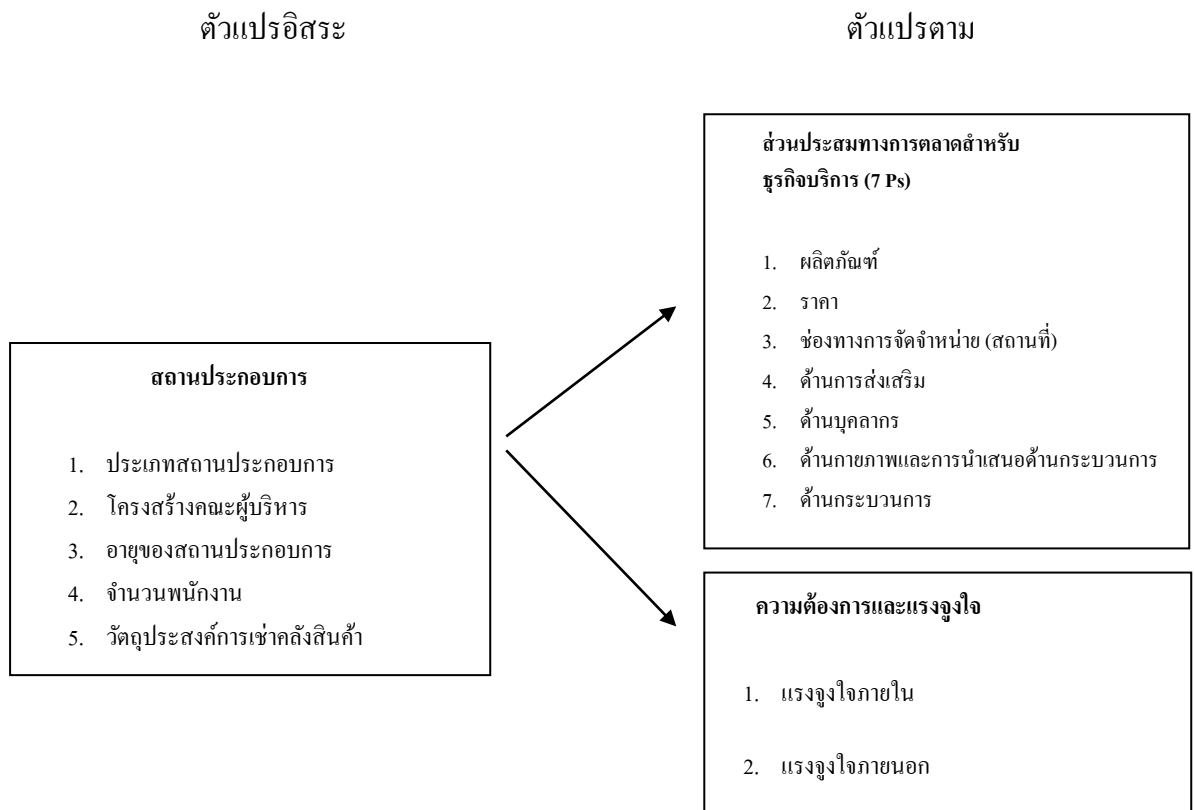 ตัวแปรอิสระ
ตัวแปรตาม
สถานประกอบการ
1. ประเภทสถานประกอบการ
2. โครงสร้างคณะผู้บริหาร
3. อายุของสถานประกอบการ
4. จำนวนพนักงาน
5. วัตถุประสงค์การเช่าคลังสินค้า
ส่วนประสมทางการตลาดสำหรับ
ธุรกิจบริการ (7 Ps)
1. ผลิตภัณฑ์
2. ราคา
3. ช่องทางการจัดจำหน่าย (สถานที่)
4. ด้านการส่งเสริม
5. ด้านบุคลากร
6. ด้านกายภาพและการนำเสนอด้านกระบวนการ
7. ด้านกระบวนการ
ความต้องการและแรงจูงใจ
1. แรงจูงใจภายใน
2. แรงจูงใจภายนอก